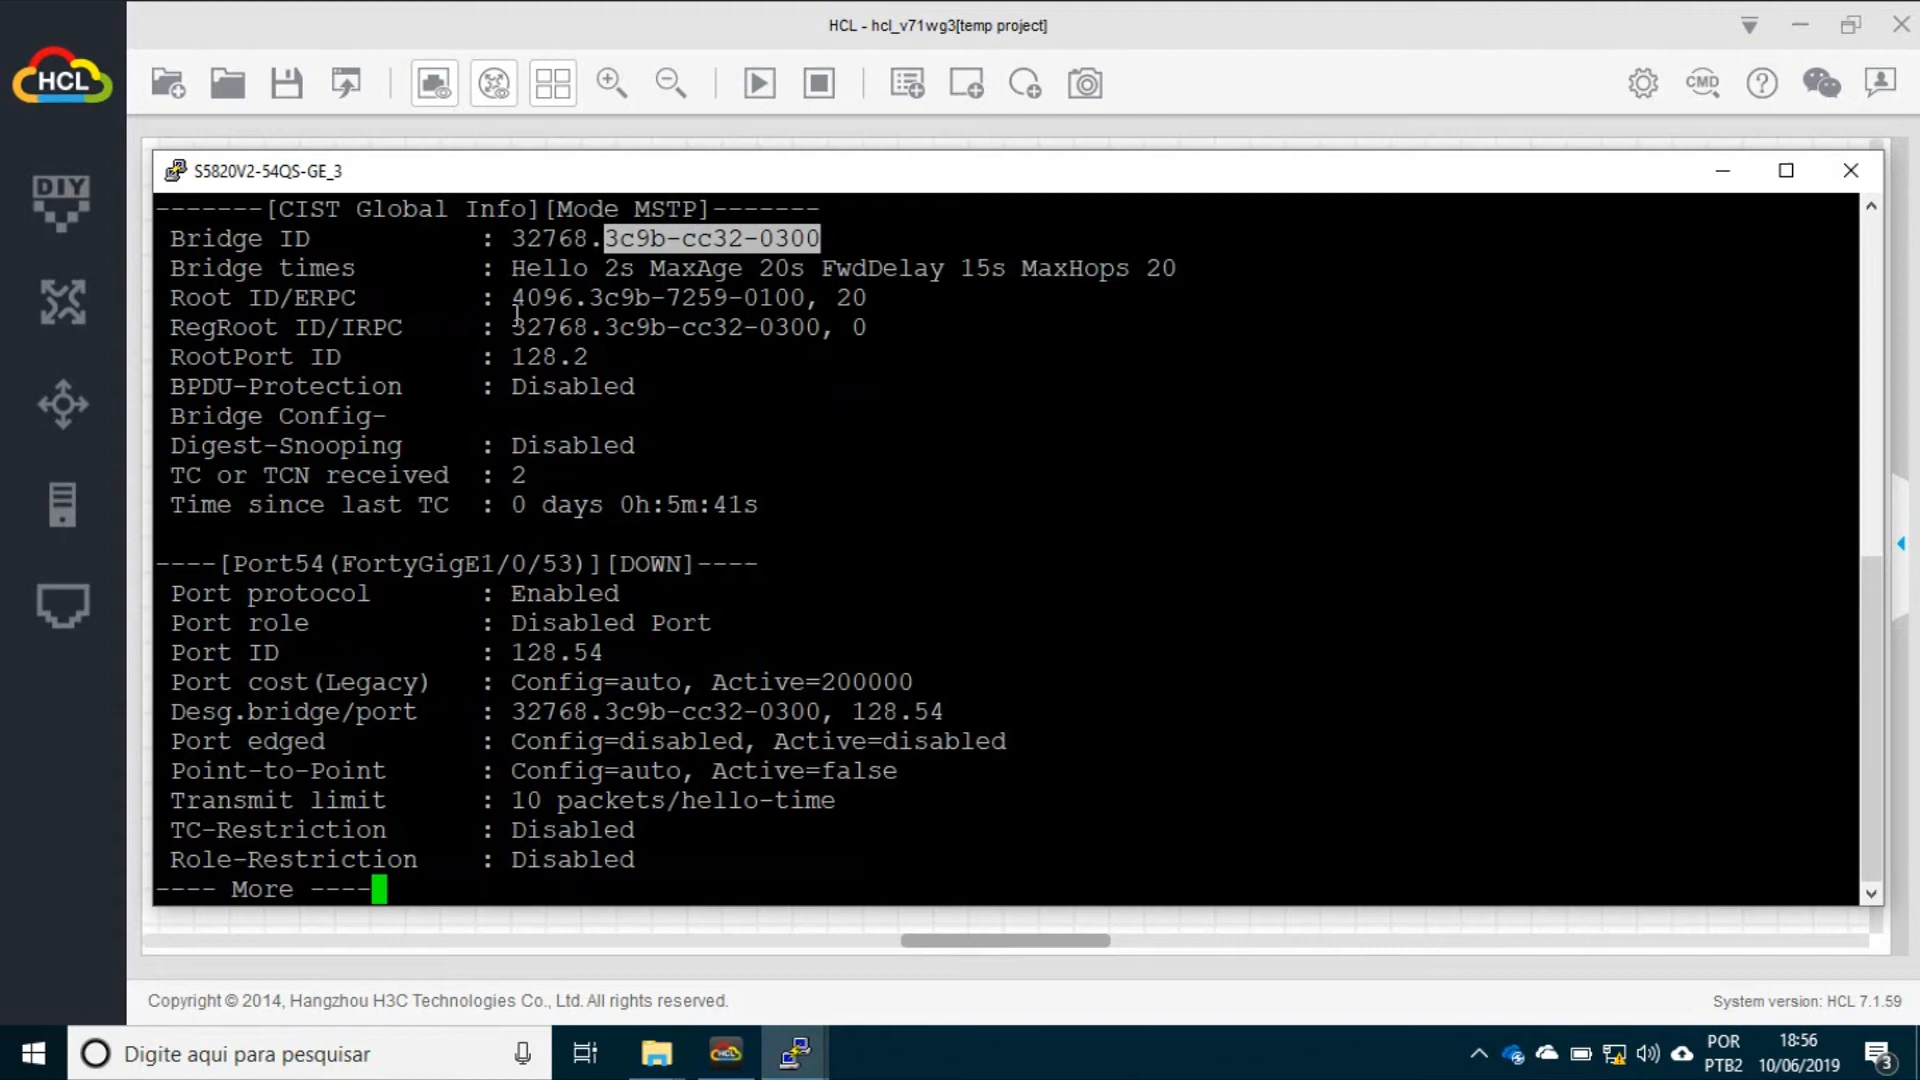 HCL - hcl_v71wg3[temp project]
HCL
CMD
DIY
S5820V2-54QS-GE_3
-------[CIST Global Info][Mode MSTP]-------
Bridge ID : 32768.3c9b-cc32-0300
Bridge times : Hello 2s MaxAge 20s FwdDelay 15s MaxHops 20
Root ID/ERPC : 4096.3c9b-7259-0100, 20
RegRoot ID/IRPC : 32768.3c9b-cc32-0300, 0
RootPort ID : 128.2
BPDU-Protection : Disabled
Bridge Config-
Digest-Snooping : Disabled
TC or TCN received : 2
Time since last TC : 0 days 0h:5m:41s
----[Port54(FortyGigE1/0/53)][DOWN]----
Port protocol : Enabled
Port role : Disabled Port
Port ID : 128.54
Port cost(Legacy) : Config=auto, Active=200000
Desg.bridge/port : 32768.3c9b-cc32-0300, 128.54
Port edged : Config=disabled, Active=disabled
Point-to-Point : Config=auto, Active=false
Transmit limit : 10 packets/hello-time
TC-Restriction : Disabled
Role-Restriction : Disabled
---- More ----
Copyright © 2014, Hangzhou H3C Technologies Co., Ltd. All rights reserved.
System version: HCL 7.1.59
Digite aqui para pesquisar
POR
PTB2
18:56
10/06/2019
3